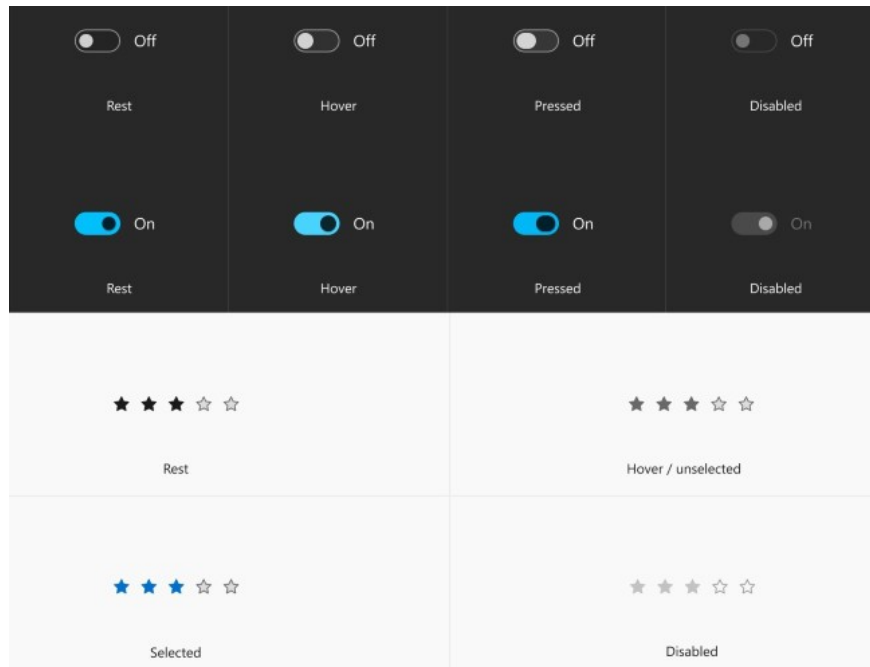 Off Off Off Off
Rest Hover Pressed Disabled
On On On On
Rest Hover Pressed Disabled
Rest Hover / unselected
Selected Disabled